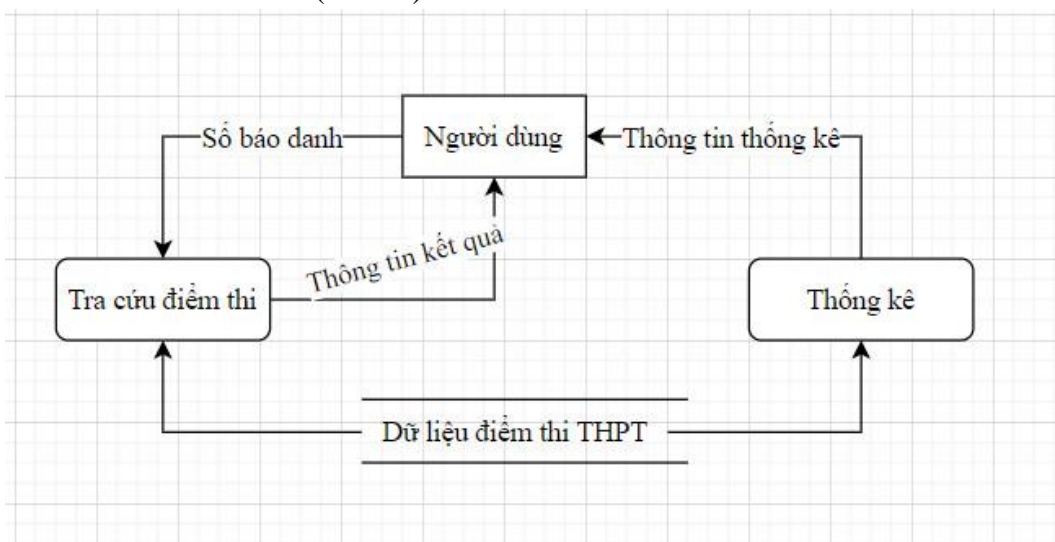 Số báo danh
Người dùng
Thông tin thống kê
Thông tin kết quả
Tra cứu điểm thi
Thống kê
Dữ liệu điểm thi THPT